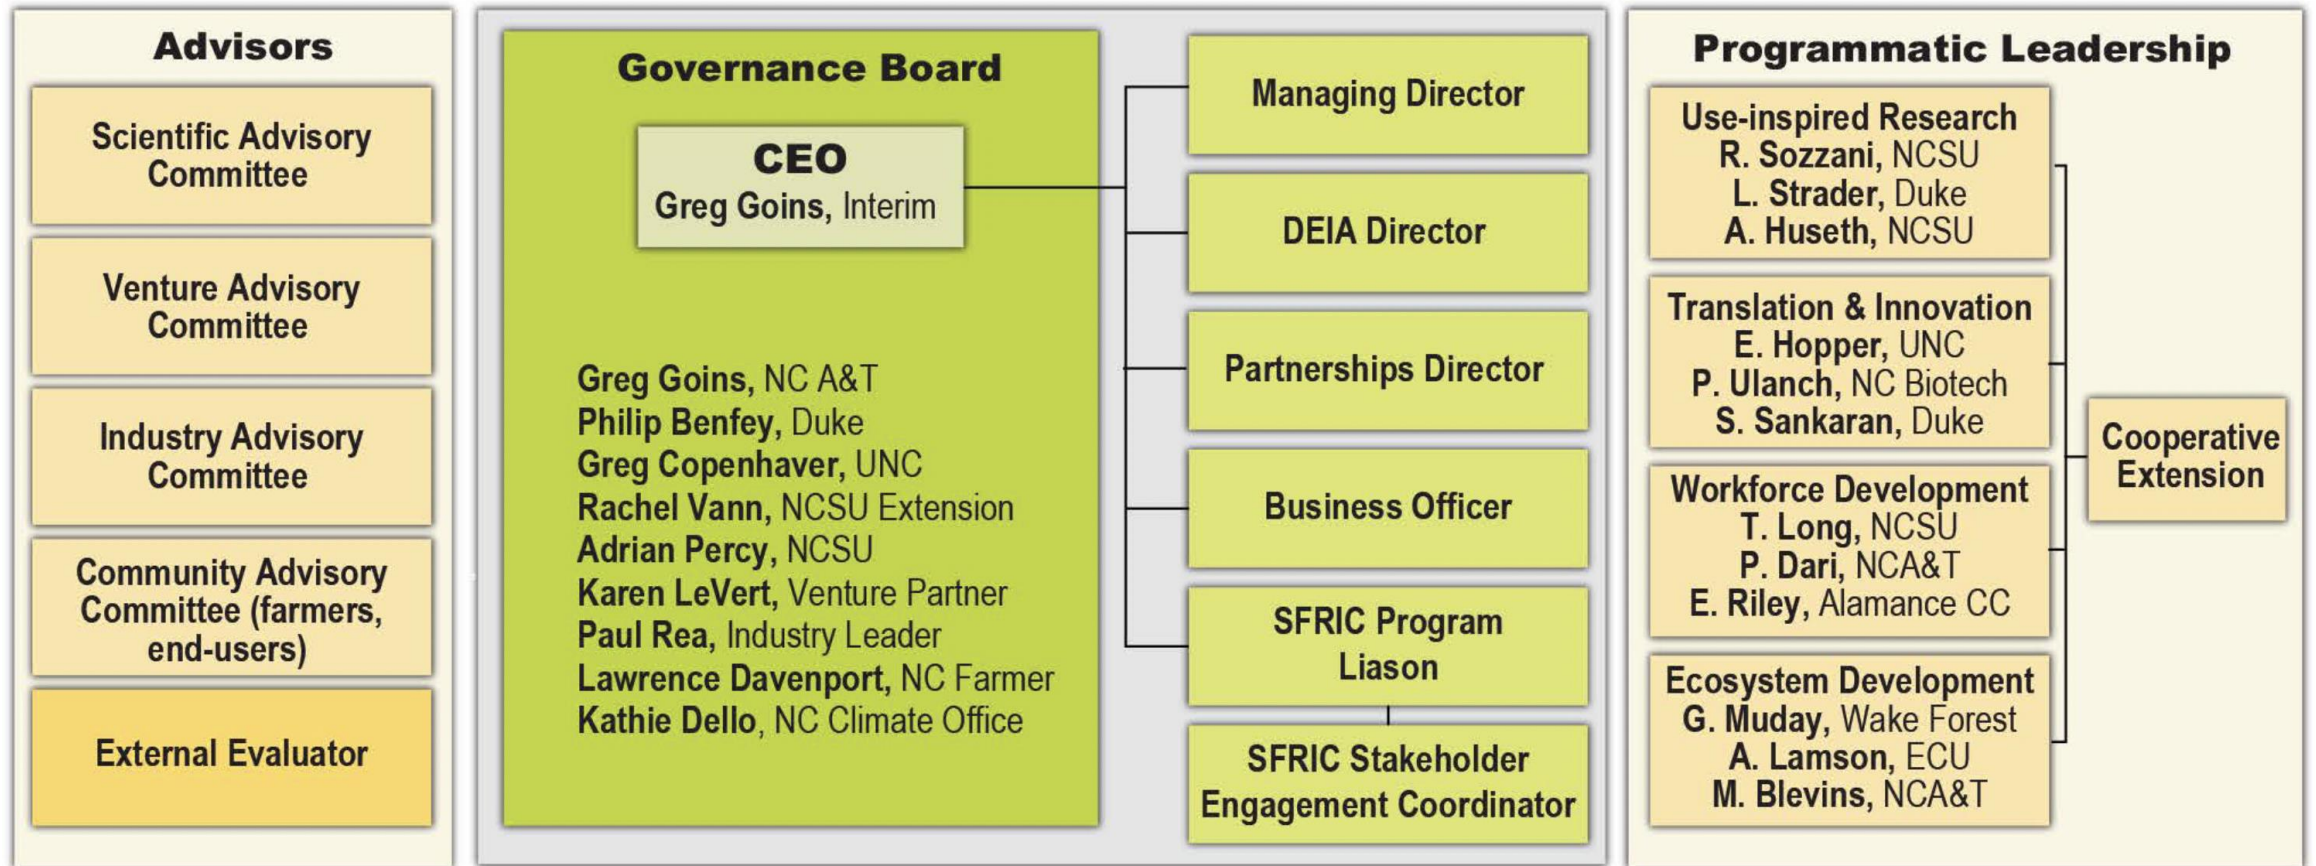 Advisors
Scientific Advisory
Committee
Venture Advisory
Committee
Industry Advisory
Committee
Community Advisory
Committee (farmers,
end-users)
External Evaluator
Governance Board
CEO
Greg Goins, Interim
Greg Goins, NC A&T
Philip Benfey, Duke
Greg Copenhaver, UNC
Rachel Vann, NCSU Extension
Adrian Percy, NCSU
Karen LeVert, Venture Partner
Paul Rea, Industry Leader
Lawrence Davenport, NC Farmer
Kathie Dello, NC Climate Office
Managing Director
DEIA Director
Partnerships Director
Business Officer
SFRIC Program
Liason
SFRIC Stakeholder
Engagement Coordinator
Programmatic Leadership
Use-inspired Research
R. Sozzani, NCSU
L. Strader, Duke
A. Huseth, NCSU
Translation & Innovation
E. Hopper, UNC
P. Ulanch, NC Biotech
S. Sankaran, Duke
Workforce Development
T. Long, NCSU
P. Dari, NCA&T
E. Riley, Alamance CC
Ecosystem Development
G. Muday, Wake Forest
A. Lamson, ECU
M. Blevins, NCA&T
Cooperative
Extension